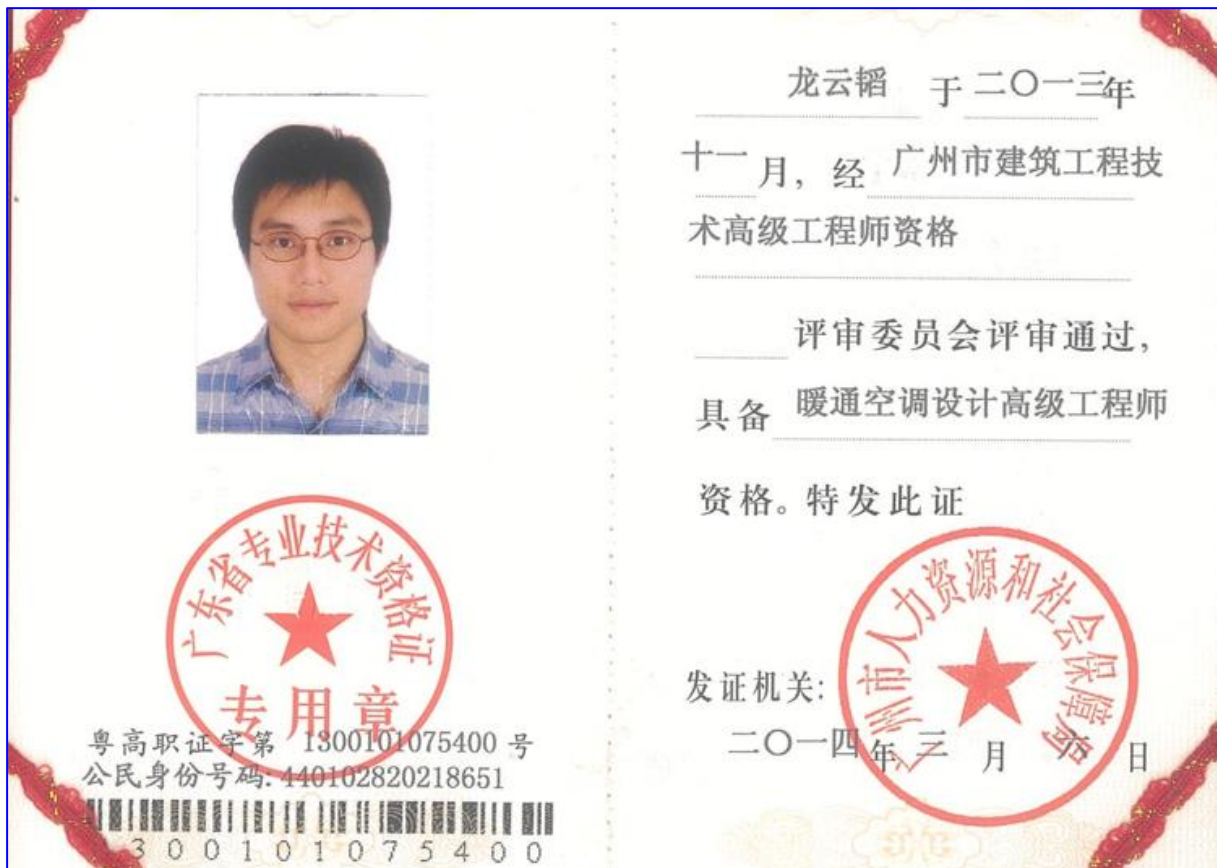 广东省专业技术资格证
专用章
粤高职证字第 1300101075400 号
公民身份号码.440102820218651
300101075400
龙云韬 于 二〇一三年
十一月，经 广州市建筑工程技
术高级工程师资格
评审委员会评审通过，
具备 暖通空调设计高级工程师
资格。特发此证
广州市人力资源和社会保障局
发证机关:
二〇一四年 三 月 六 日